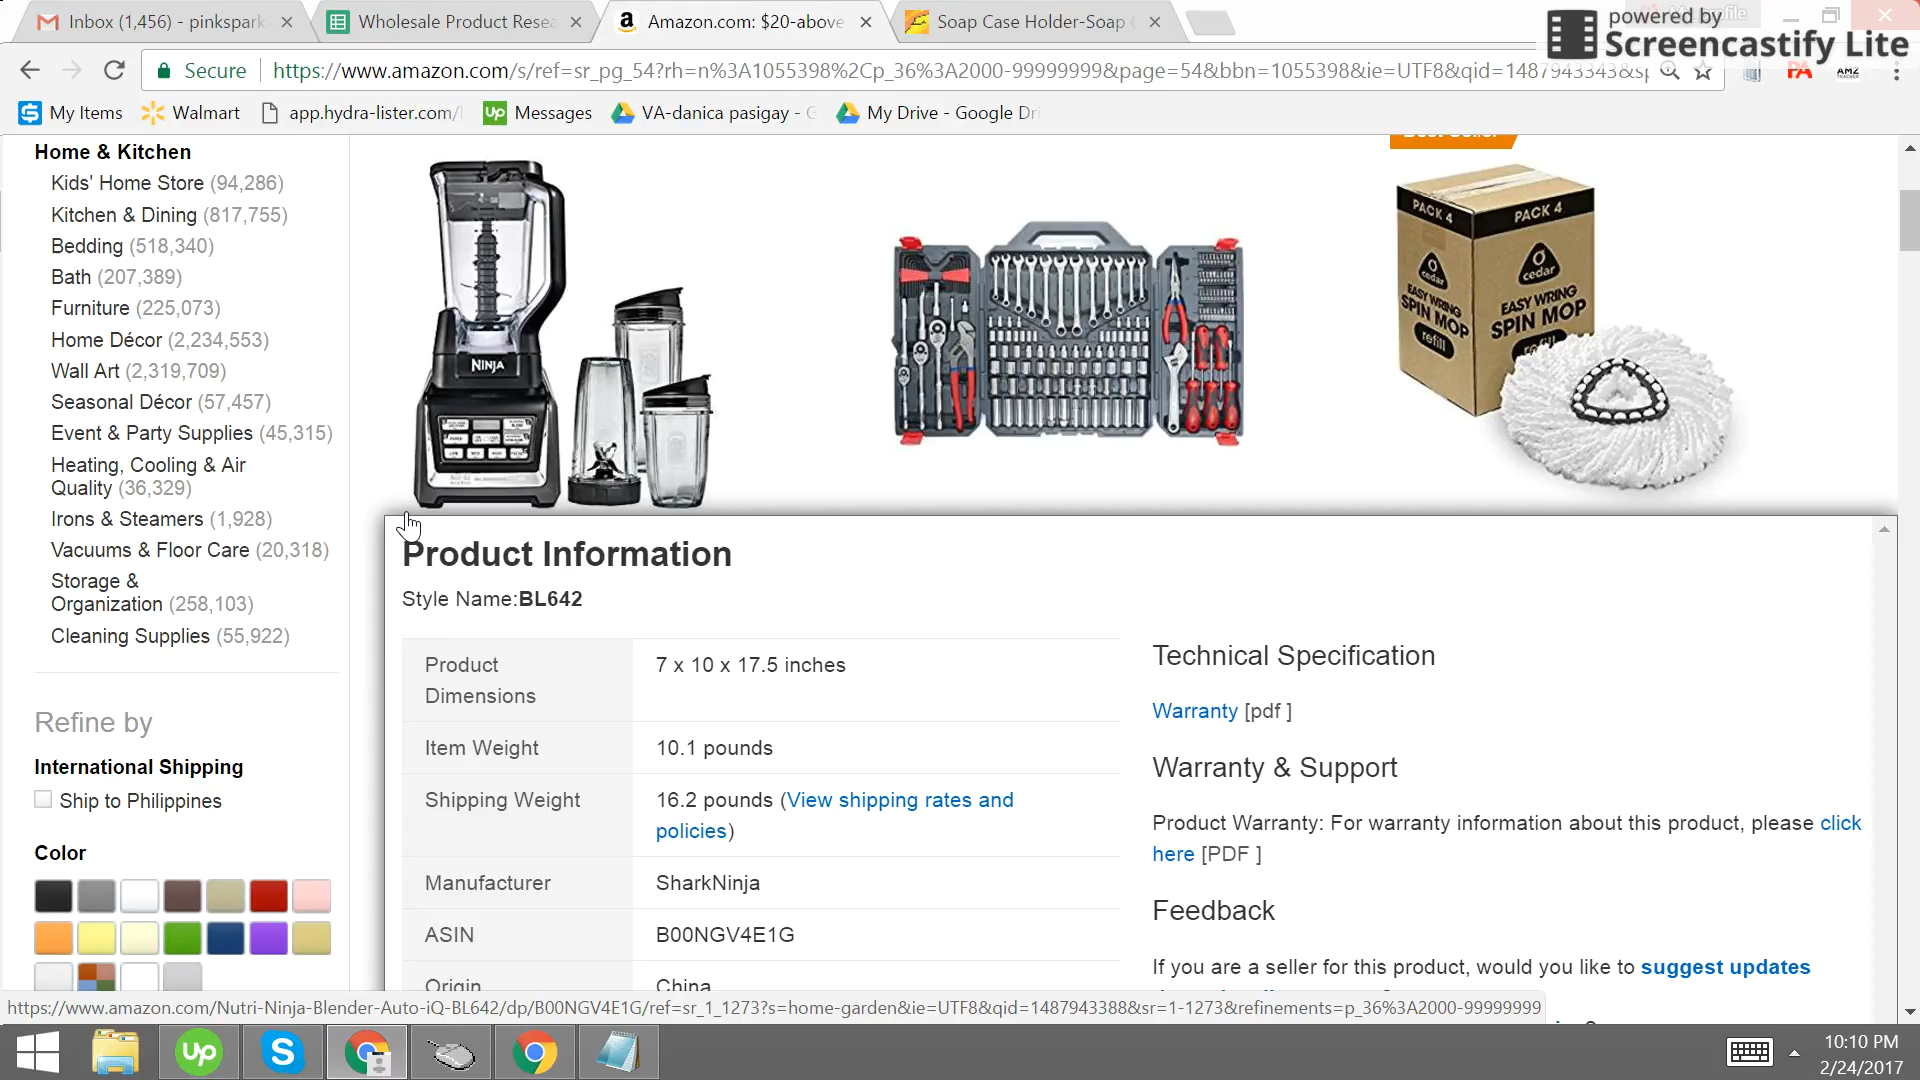 Inbox (1,456) - pinkspark
Wholesale Product Resea
Amazon.com: $20-above
Soap Case Holder-Soap
powered by
Screencastify Lite
Secure
https://www.amazon.com/s/ref=sr_pg_54?rh=n%3A1055398%2Cp_36%3A2000-99999999&page=54&bbn=1055398&ie=UTF8&qid=1487943343&s
PA
AMZ
My Items
Walmart
app.hydra-lister.com/
up
Messages
VA-danica pasigay -
My Drive - Google Dri
Home & Kitchen
Kids' Home Store (94,286)
Kitchen & Dining (817,755)
Bedding (518,340)
Bath (207,389)
Furniture (225,073)
Home Décor (2,234,553)
Wall Art (2,319,709)
Seasonal Décor (57,457)
Event & Party Supplies (45,315)
Heating, Cooling & Air
Quality (36,329)
Irons & Steamers (1,928)
Vacuums & Floor Care (20,318)
Storage &
Organization (258,103)
Cleaning Supplies (55,922)
Refine by
International Shipping
Ship to Philippines
Color
NINJA
PACK 4
PACK 4
cedar
cedar
EASY WRING
SPIN MOP
refill
EASY WRING
SPIN MOP
Product Information
Style Name:BL642
Product
Dimensions
7 x 10 x 17.5 inches
Item Weight
10.1 pounds
Shipping Weight
16.2 pounds (View shipping rates and
policies)
Manufacturer
SharkNinja
ASIN
B00NGV4E1G
Origin
China
Technical Specification
Warranty [pdf ]
Warranty & Support
Product Warranty: For warranty information about this product, please click
here [PDF ]
Feedback
If you are a seller for this product, would you like to suggest updates
https://www.amazon.com/Nutri-Ninja-Blender-Auto-iQ-BL642/dp/B00NGV4E1G/ref=sr_1_1273?s=home-garden&ie=UTF8&qid=1487943388&sr=1-1273&refinements=p_36%3A2000-99999999
up
10:10 PM
2/24/2017